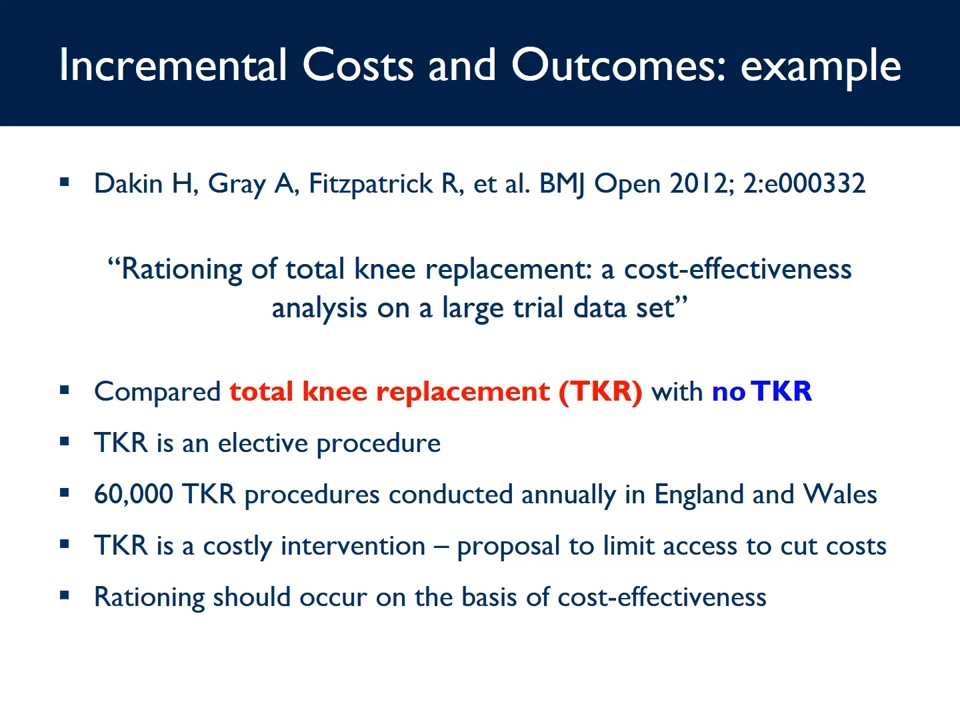 Incremental Costs and Outcomes: example
▪ Dakin H, Gray A, Fitzpatrick R, et al. BMJ Open 2012; 2:e000332
“Rationing of total knee replacement: a cost-effectiveness
analysis on a large trial data set”
▪ Compared total knee replacement (TKR) with no TKR
▪ TKR is an elective procedure
▪ 60,000 TKR procedures conducted annually in England and Wales
▪ TKR is a costly intervention – proposal to limit access to cut costs
▪ Rationing should occur on the basis of cost-effectiveness